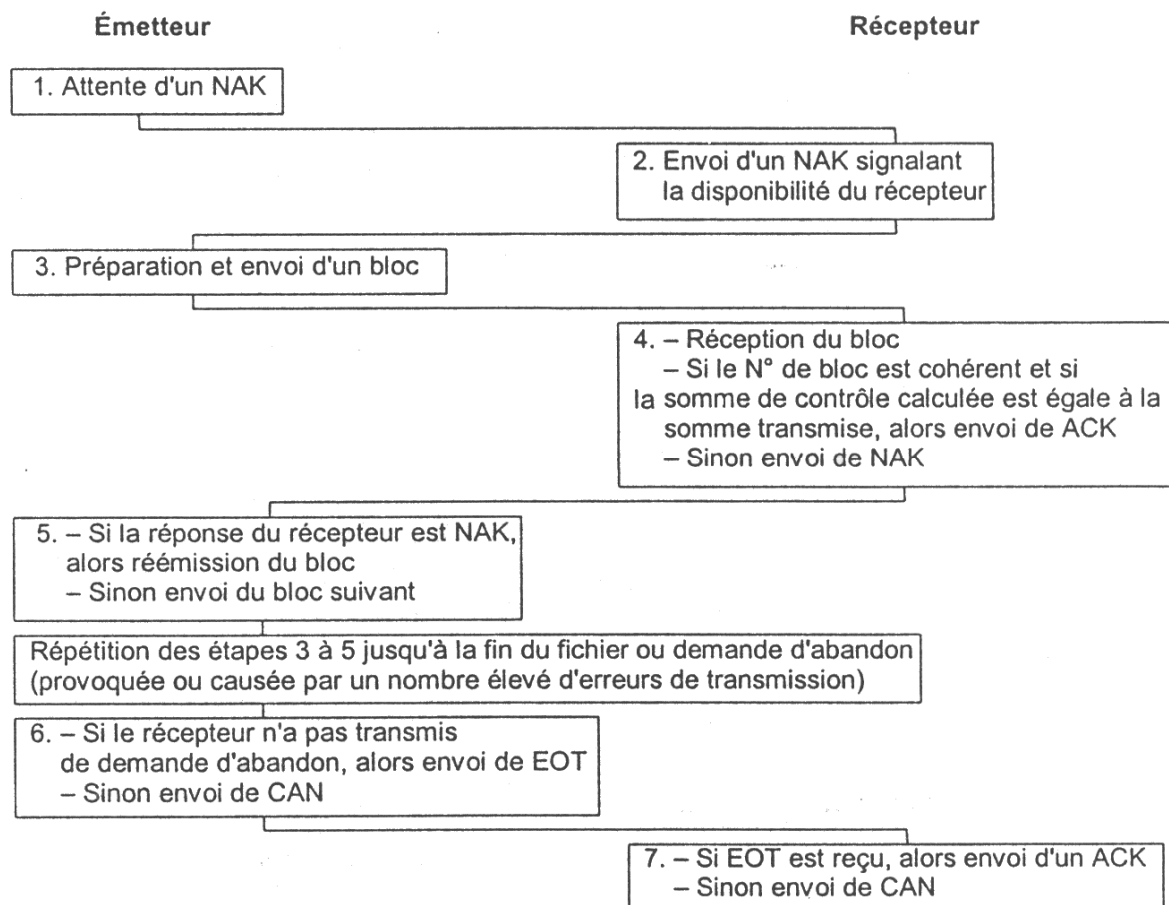 Émetteur
Récepteur
1. Attente d'un NAK
2. Envoi d'un NAK signalant
la disponibilité du récepteur
3. Préparation et envoi d'un bloc
4. – Réception du bloc
– Si le N° de bloc est cohérent et si
la somme de contrôle calculée est égale à la
somme transmise, alors envoi de ACK
– Sinon envoi de NAK
5. – Si la réponse du récepteur est NAK,
alors réémission du bloc
– Sinon envoi du bloc suivant
Répétition des étapes 3 à 5 jusqu'à la fin du fichier ou demande d'abandon
(provoquée ou causée par un nombre élevé d'erreurs de transmission)
6. – Si le récepteur n'a pas transmis
de demande d'abandon, alors envoi de EOT
– Sinon envoi de CAN
7. – Si EOT est reçu, alors envoi d'un ACK
– Sinon envoi de CAN